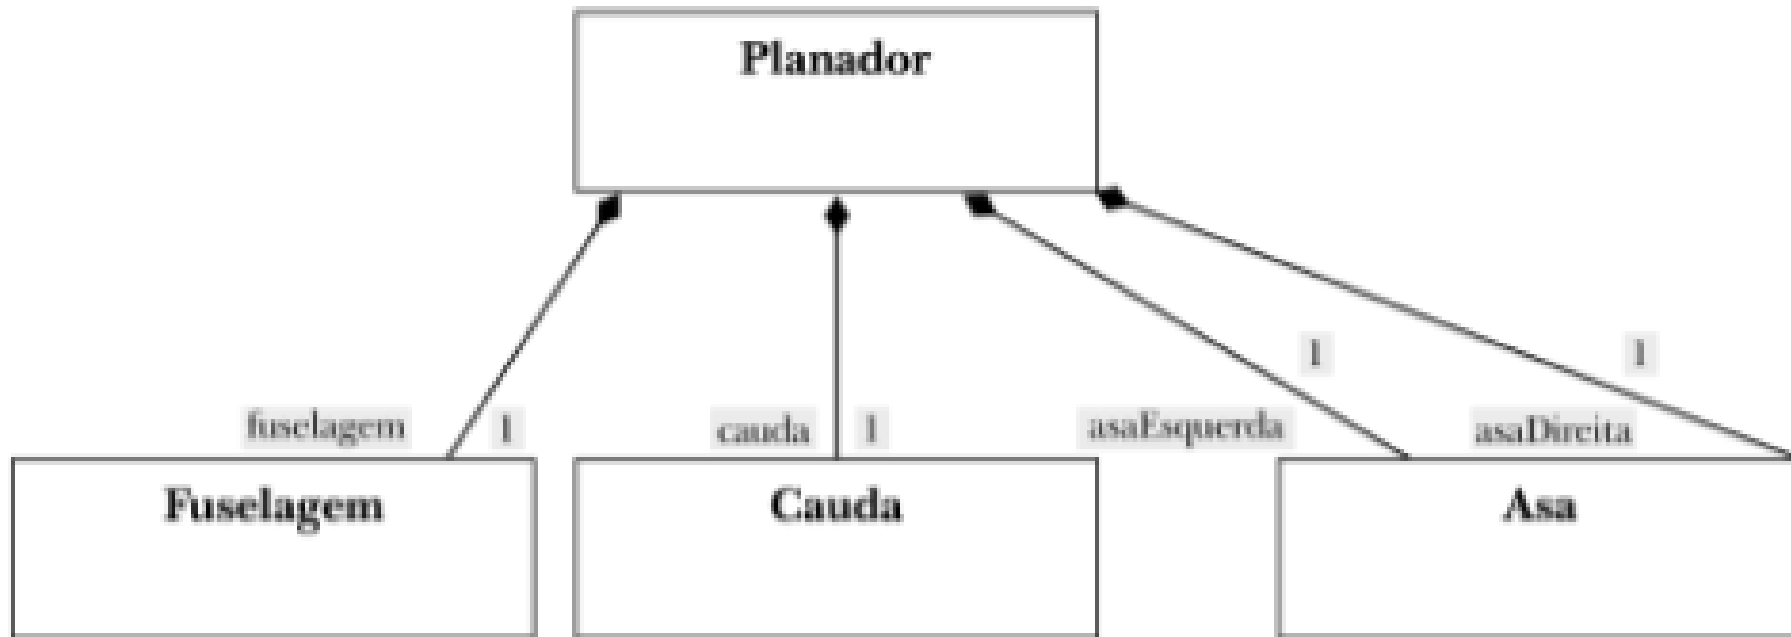 Planador
1
1
fuselagem
1
cauda
1
asaEsquerda
asaDireita
Fuselagem
Cauda
Asa